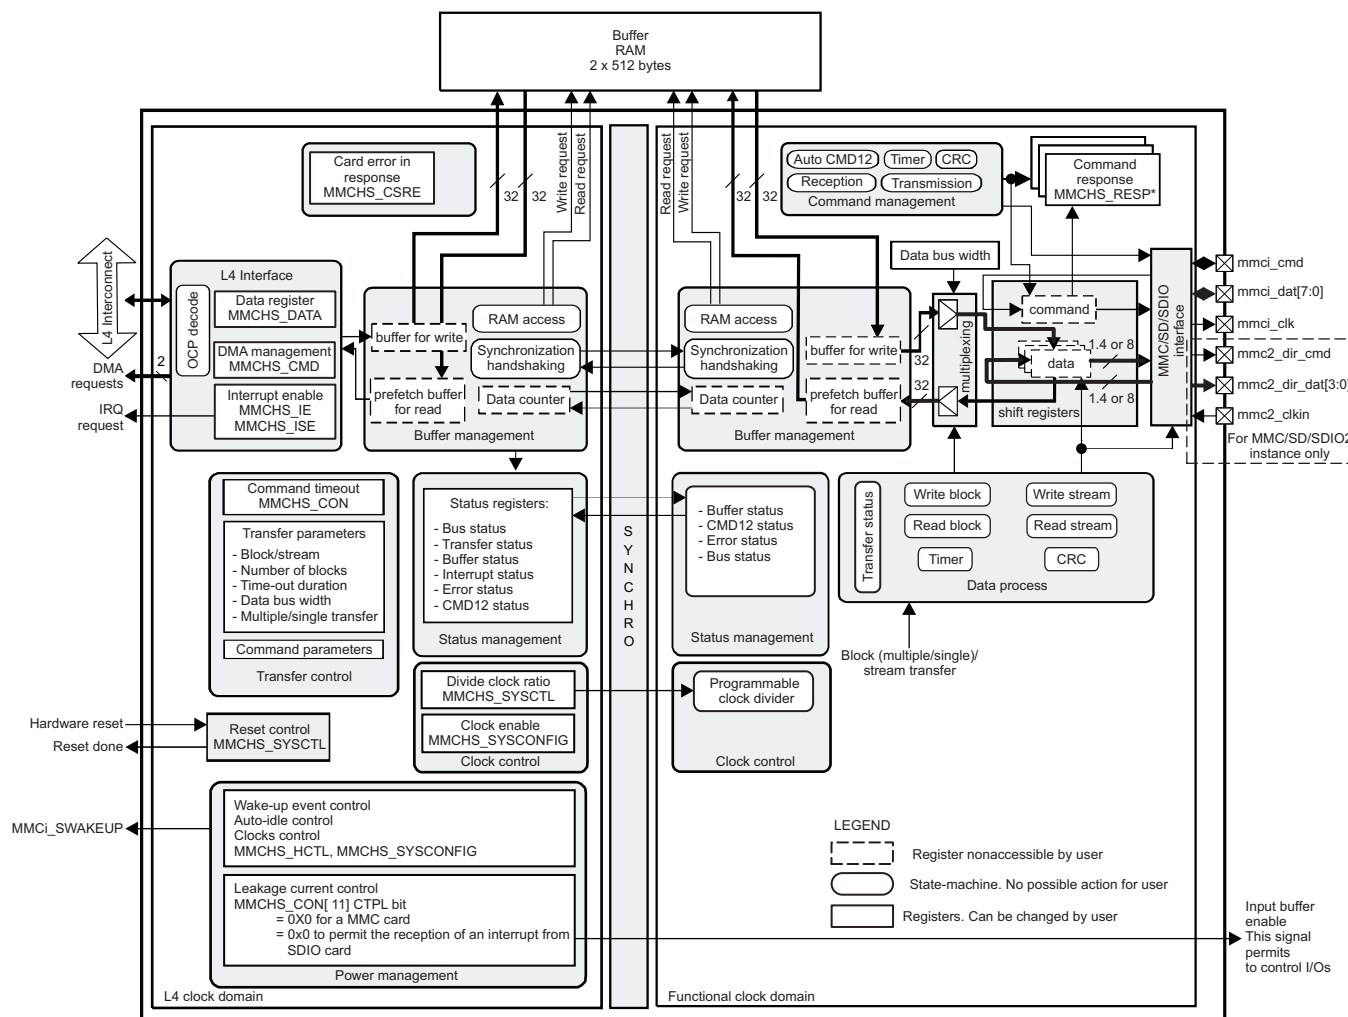 Buffer
RAM
2 x 512 bytes
Card error in
response
MMCHS_CSRE
32
32
Write request
Read request
Read request
Write request
32
32
Auto CMD12
Timer
CRC
Reception
Transmission
Command management
Command
response
MMCHS_RESP*
L4 Interconnect
DMA
requests
2
IRQ
request
L4 Interface
OCP decode
Data register
MMCHS_DATA
DMA management
MMCHS_CMD
Interrupt enable
MMCHS_IE
MMCHS_ISE
buffer for write
prefetch buffer
for read
RAM access
Synchronization
handshaking
Data counter
Buffer management
RAM access
Synchronization
handshaking
Data counter
buffer for write
prefetch buffer
for read
Buffer management
Data bus width
32
32
multiplexing
command
1.4 or 8
data
1.4 or 8
shift registers
MMC/SD/SDIO
interface
mmci_cmd
mmci_dat[7:0]
mmci_clk
mmc2_dir_cmd
mmc2_dir_dat[3:0]
mmc2_clkin
For MMC/SD/SDIO2
instance only
Command timeout
MMCHS_CON
Transfer parameters
- Block/stream
- Number of blocks
- Time-out duration
- Data bus width
- Multiple/single transfer
Command parameters
Transfer control
Status registers:
- Bus status
- Transfer status
- Buffer status
- Interrupt status
- Error status
- CMD12 status
Status management
SYNCHRO
- Buffer status
- CMD12 status
- Error status
- Bus status
Status management
Transfer status
Write block
Write stream
Read block
Read stream
Timer
CRC
Data process
Block (multiple/single)/
stream transfer
Divide clock ratio
MMCHS_SYSCTL
Clock enable
MMCHS_SYSCONFIG
Clock control
Programmable
clock divider
Clock control
Hardware reset
Reset done
Reset control
MMCHS_SYSCTL
MMCi_SWAKEUP
Wake-up event control
Auto-idle control
Clocks control
MMCHS_HCTL, MMCHS_SYSCONFIG
Leakage current control
MMCHS_CON[ 11] CTPL bit
= 0X0 for a MMC card
= 0x0 to permit the reception of an interrupt from
SDIO card
Power management
LEGEND
Register nonaccessible by user
State-machine. No possible action for user
Registers. Can be changed by user
Input buffer
enable
This signal
permits
to control I/Os
L4 clock domain
Functional clock domain